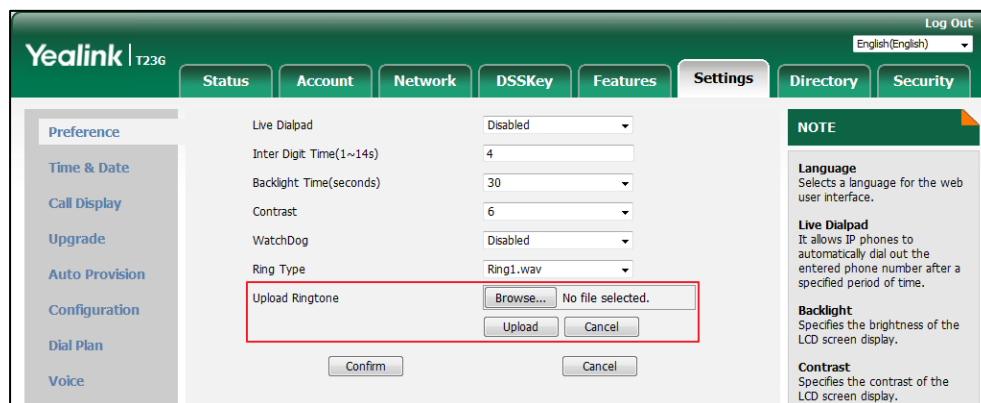 Log Out
English(English)
Yealink | T23G
Status Account Network DSSKey Features Settings Directory Security
Preference
Time & Date
Call Display
Upgrade
Auto Provision
Configuration
Dial Plan
Voice
Live Dialpad Disabled
Inter Digit Time(1~14s) 4
Backlight Time(seconds) 30
Contrast 6
WatchDog Disabled
Ring Type Ring1.wav
Upload Ringtone Browse... No file selected.
Upload Cancel
Confirm Cancel
NOTE
Language
Selects a language for the web
user interface.
Live Dialpad
It allows IP phones to
automatically dial out the
entered phone number after a
specified period of time.
Backlight
Specifies the brightness of the
LCD screen display.
Contrast
Specifies the contrast of the
LCD screen display.